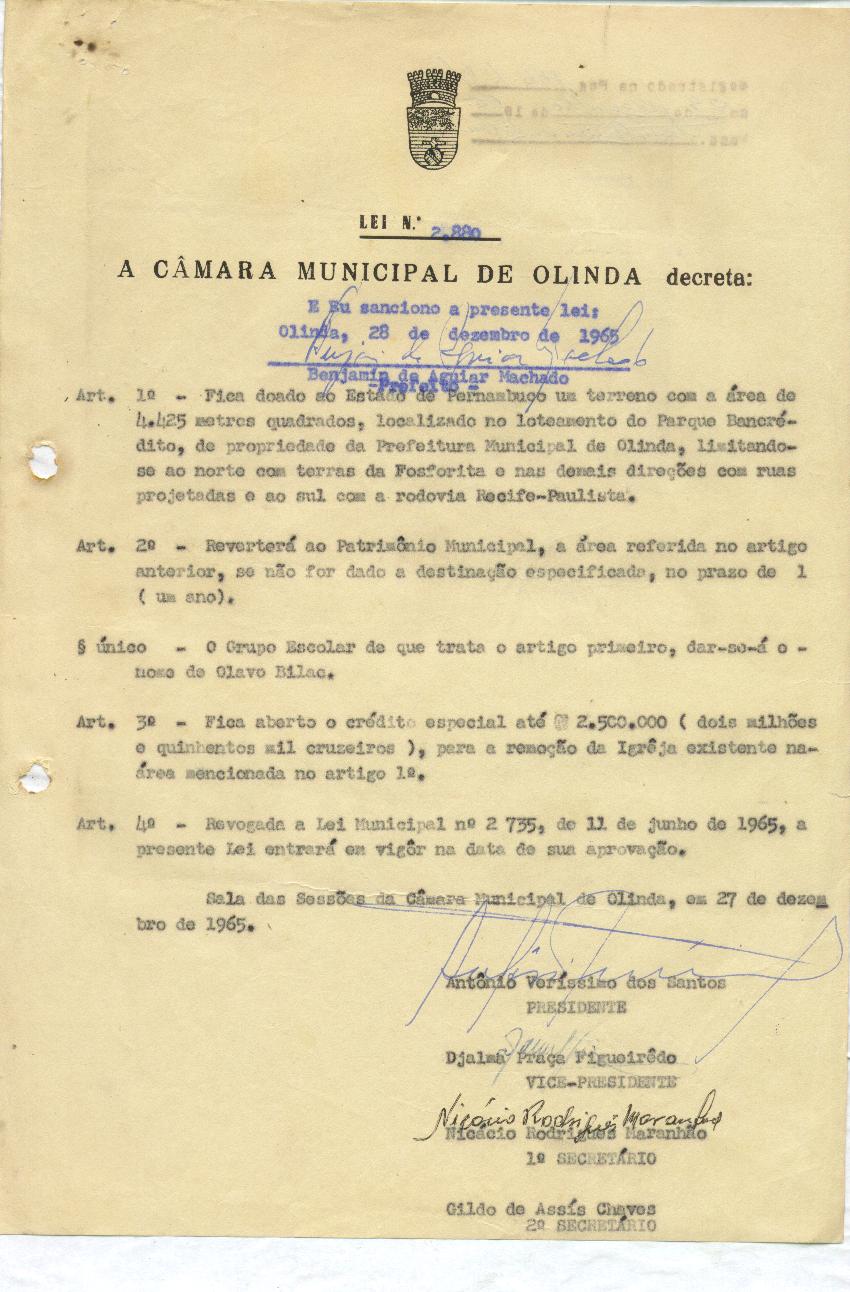 LEI N.º 2.880
A CÂMARA MUNICIPAL DE OLINDA decreta:
E Eu sanciono a presente lei:
Olinda, 28 de dezembro de 1965
Benjamin de Aguiar Machado
-Prefeito -
Art. 1º - Fica doado ao Estado de Pernambuco um terreno com a área de
4.425 metros quadrados, localizado no loteamento do Parque Bancré-
dito, de propriedade da Prefeitura Municipal de Olinda, limitando-
se ao norte com terras da Fosforita e nas demais direções com ruas
projetadas e ao sul com a rodovia Recife-Paulista.
Art. 2º - Reverterá ao Patrimônio Municipal, a área referida no artigo
anterior, se não for dado a destinação especificada, no prazo de 1
( um ano).
§ único - O Grupo Escolar de que trata o artigo primeiro, dar-se-á o -
nome de Olavo Bilac.
Art. 3º - Fica aberto o crédito especial até 2.500.000 ( dois milhões
e quinhentos mil cruzeiros ), para a remoção da Igrêja existente na-
área mencionada no artigo 1º.
Art. 4º - Revogada a Lei Municipal nº 2 735, de 11 de junho de 1965, a
presente Lei entrará em vigôr na data de sua aprovação.
Sala das Sessões da Câmara Municipal de Olinda, em 27 de dezem
bro de 1965.
Antônio Veríssimo dos Santos
PRESIDENTE
Djalma Praça Figueirêdo
VICE-PRESIDENTE
Nicácio Rodrigues Maranhão
Nicácio Rodrigues Maranhão
1º SECRETÁRIO
Gildo de Assís Chaves
2º SECRETÁRIO